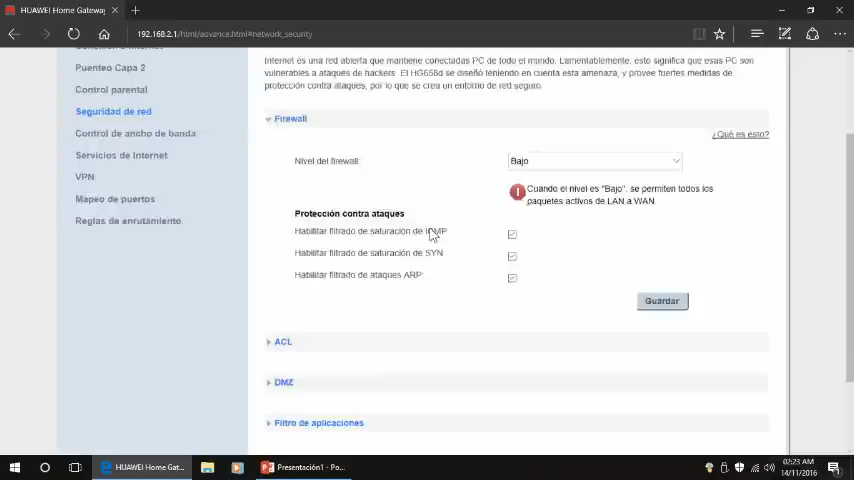 HUAWEI Home Gateway
192.168.2.1/html/advance.html#network_security
Puenteo Capa 2
Control parental
Seguridad de red
Control de ancho de banda
Servicios de Internet
VPN
Mapeo de puertos
Reglas de enrutamiento
Internet es una red abierta que mantiene conectadas PC de todo el mundo. Lamentablemente, esto significa que esas PC son
vulnerables a ataques de hackers. El HG658d se diseñó teniendo en cuenta esta amenaza, y provee fuertes medidas de
protección contra ataques, por lo que se crea un entorno de red seguro.
Firewall
¿Qué es esto?
Nivel del firewall:
Bajo
Cuando el nivel es "Bajo", se permiten todos los
paquetes activos de LAN a WAN.
Protección contra ataques
Habilitar filtrado de saturación de ICMP
Habilitar filtrado de saturación de SYN
Habilitar filtrado de ataques ARP
Guardar
ACL
DMZ
Filtro de aplicaciones
HUAWEI Home Gat...
Presentación1 - Po...
02:23 AM
14/11/2016